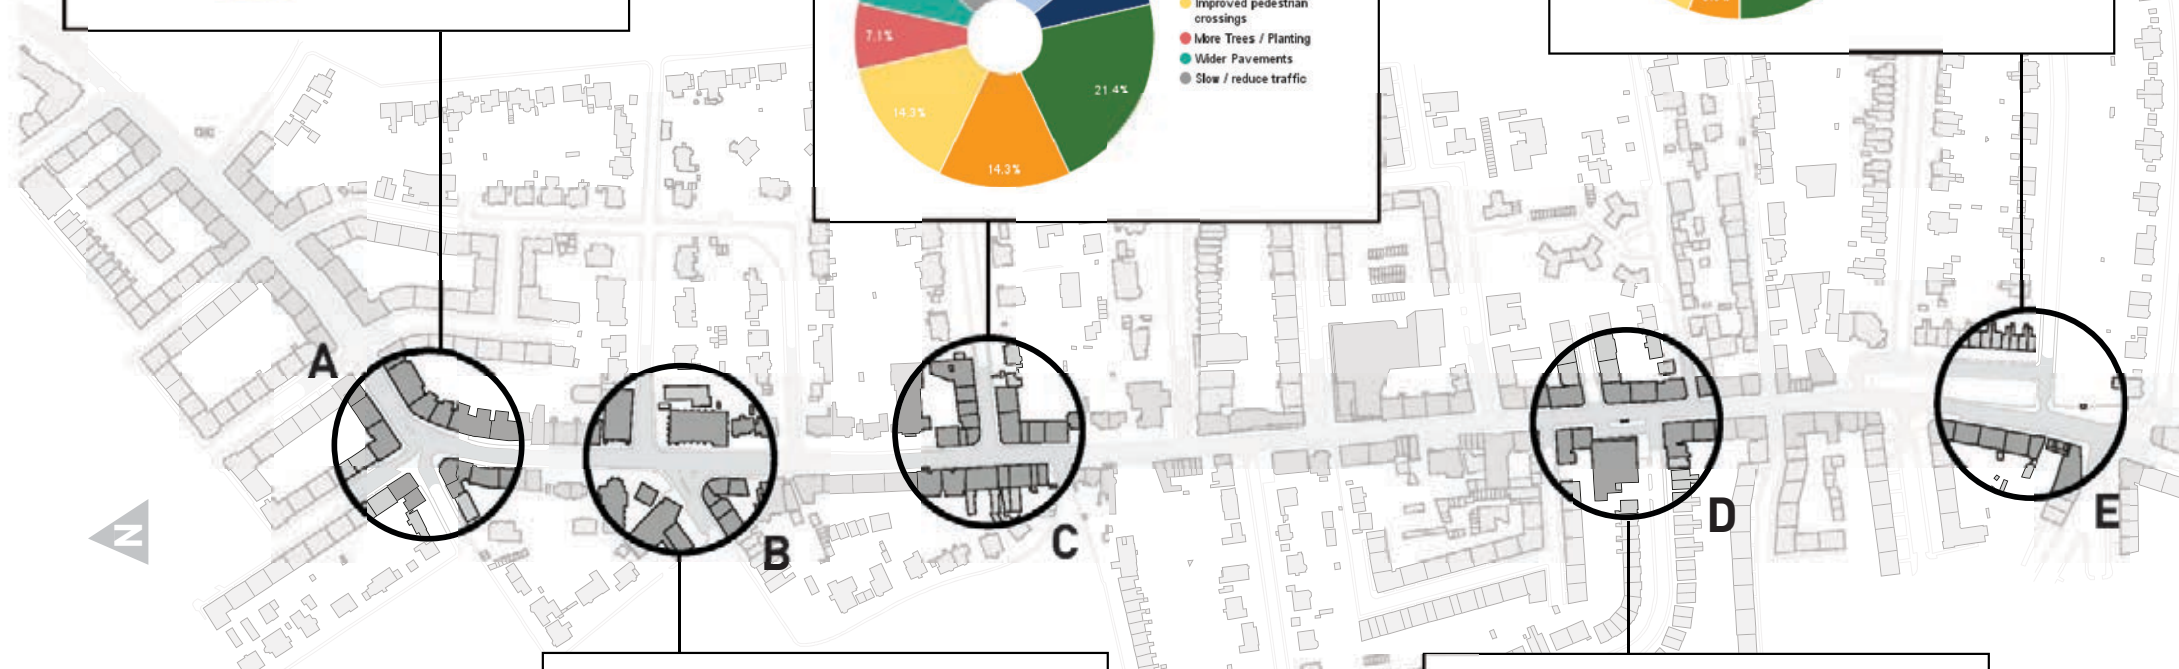 Improved pedestrian
crossings
More Trees / Planting
Wider Pavements
Slow / reduce traffic
7.1%
21.4%
14.3%
14.3%
A
B
C
D
E
N